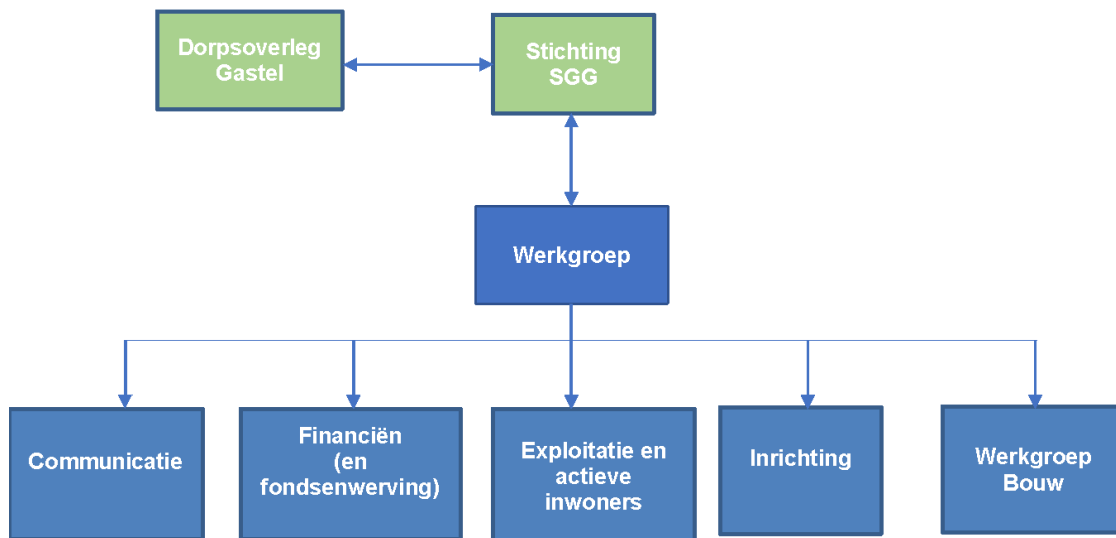 Dorpsoverleg
Gastel
Stichting
SGG
Werkgroep
Communicatie
Financiën
(en
fondsenwerving)
Exploitatie en
actieve
inwoners
Inrichting
Werkgroep
Bouw